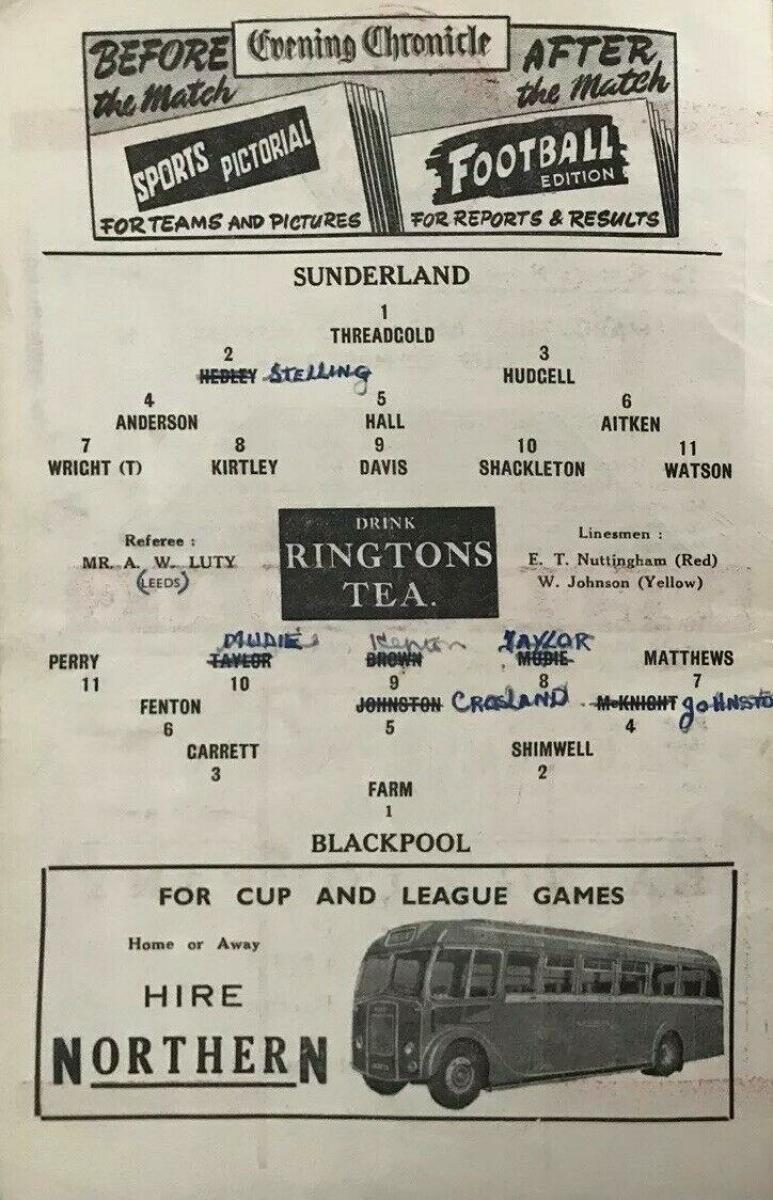 BEFORE the Match
Evening Chronicle
AFTER the Match
SPORTS PICTORIAL
FOOTBALL EDITION
FOR TEAMS AND PICTURES
FOR REPORTS & RESULTS
SUNDERLAND
1
THREADGOLD
2 3
HEDLEY STELLING HUDGELL
4 5 6
ANDERSON HALL AITKEN
7 8 9 10 11
WRIGHT (T) KIRTLEY DAVIS SHACKLETON WATSON
Referee :
MR. A. W. LUTY
(LEEDS)
DRINK
RINGTONS
TEA.
Linesmen :
E. T. Nuttingham (Red)
W. Johnson (Yellow)
MUDIE TAYLOR
PERRY TAYLOR BROWN MUDIE MATTHEWS
11 10 9 8 7
FENTON JOHNSTON CROSLAND McKNIGHT JOHNSTO
6 5 4
GARRETT SHIMWELL
3 2
FARM
1
BLACKPOOL
FOR CUP AND LEAGUE GAMES
Home or Away
HIRE
NORTHERN